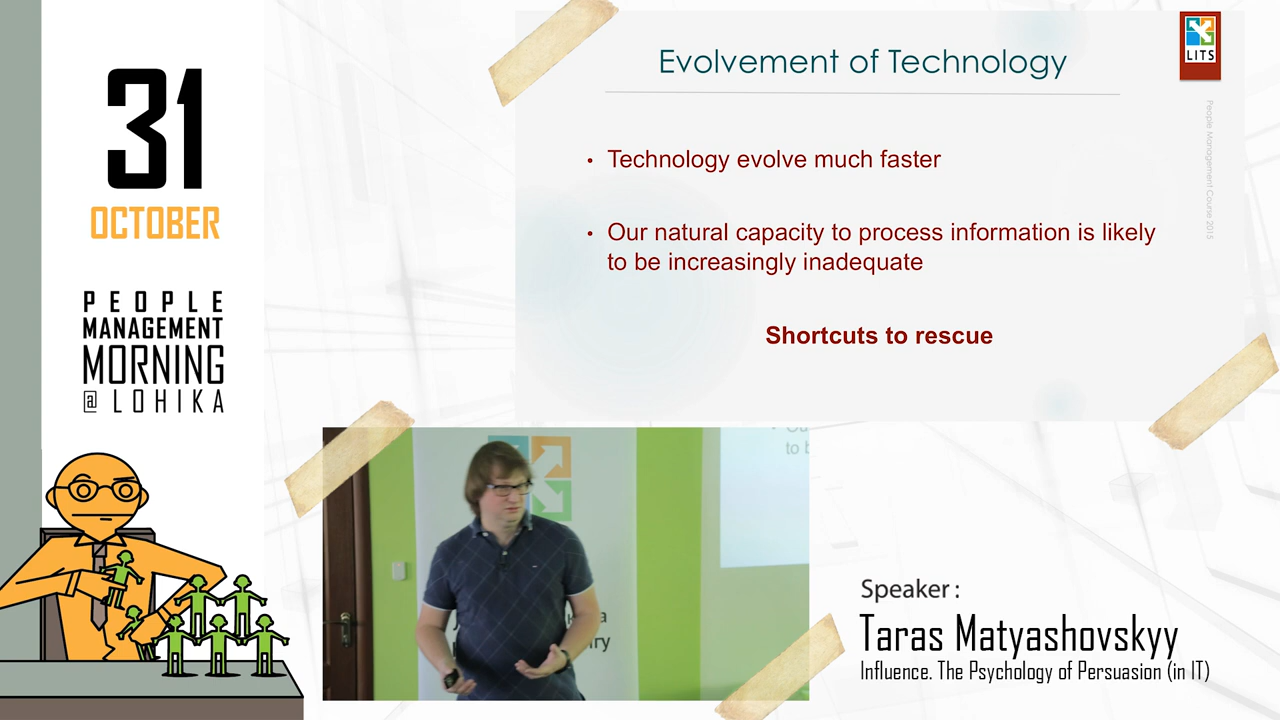 31
OCTOBER
PEOPLE
MANAGEMENT
MORNING
@ LOHIKA
Evolvement of Technology
LITS
People Management Course 2015
• Technology evolve much faster
• Our natural capacity to process information is likely
to be increasingly inadequate
Shortcuts to rescue
to b
Speaker :
Taras Matyashovskyy
Influence. The Psychology of Persuasion (in IT)